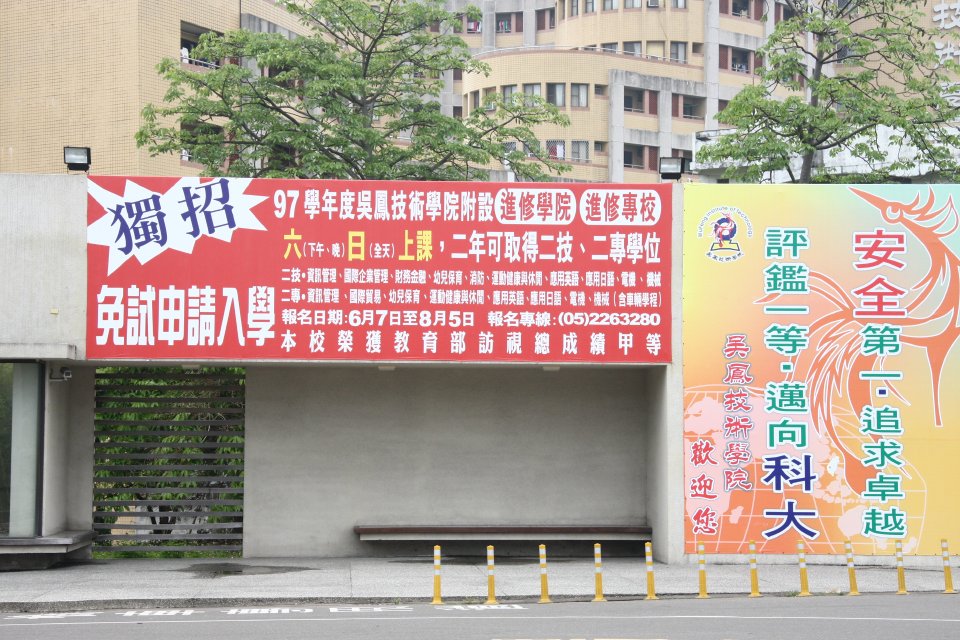 獨招
免試申請入學
97學年度吳鳳技術學院附設 進修學院 進修專校
六(下午、晚)日(全天)上課，二年可取得二技、二專學位
二技·資訊管理、國際企業管理、財務金融、幼兒保育、消防、運動健康與休閒、應用英語、應用日語、電機、機械
二專·資訊管理、國際貿易、幼兒保育、運動健康與休閒、應用英語、應用日語、電機、機械(含車輛學程)
報名日期:6月7日至8月5日 報名專線:(05)2263280
本校榮獲教育部訪視總成績甲等
安全第一·追求卓越
評鑑一等·邁向科大
吳鳳技術學院
歡迎您